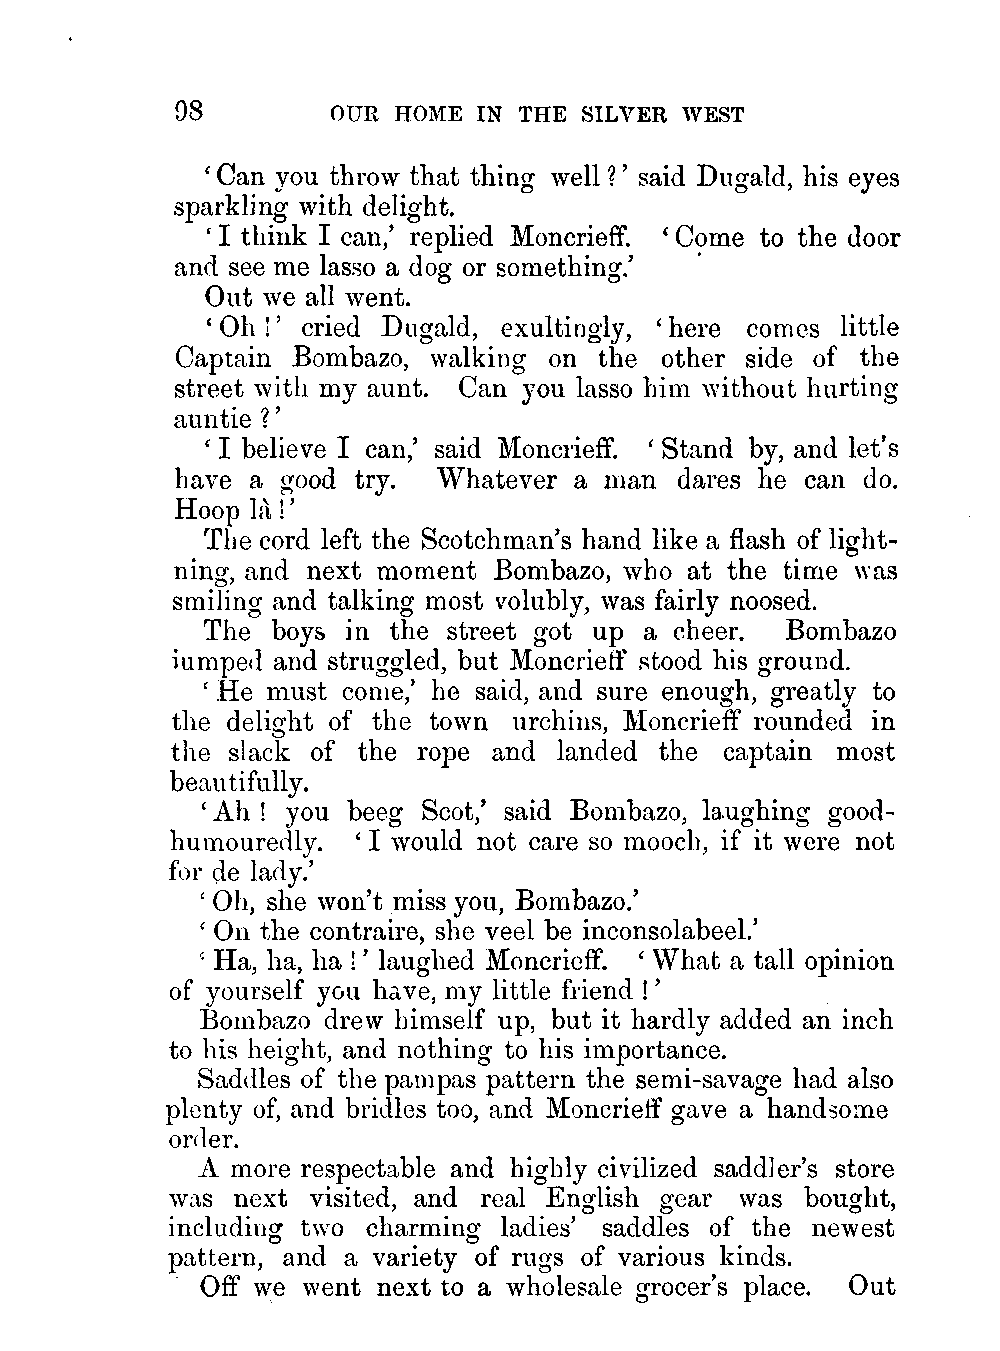 98 OUR HOME IN THE SILVER WEST
‘Can you throw that thing well?’ said Dugald, his eyes
sparkling with delight.
‘I think I can,’ replied Moncrieff. ‘Come to the door
and see me lasso a dog or something.’
Out we all went.
‘Oh!’ cried Dugald, exultingly, ‘here comes little
Captain Bombazo, walking on the other side of the
street with my aunt. Can you lasso him without hurting
auntie?’
‘I believe I can,’ said Moncrieff. ‘Stand by, and let's
have a good try. Whatever a man dares he can do.
Hoop là!’
The cord left the Scotchman's hand like a flash of light-
ning, and next moment Bombazo, who at the time was
smiling and talking most volubly, was fairly noosed.
The boys in the street got up a cheer. Bombazo
jumped and struggled, but Moncrieff stood his ground.
‘He must come,’ he said, and sure enough, greatly to
the delight of the town urchins, Moncrieff rounded in
the slack of the rope and landed the captain most
beautifully.
‘Ah! you beeg Scot,’ said Bombazo, laughing good-
humouredly. ‘I would not care so mooch, if it were not
for de lady.’
‘Oh, she won't miss you, Bombazo.’
‘On the contraire, she veel be inconsolabeel.’
‘Ha, ha, ha!’ laughed Moncrieff. ‘What a tall opinion
of yourself you have, my little friend!’
Bombazo drew himself up, but it hardly added an inch
to his height, and nothing to his importance.
Saddles of the pampas pattern the semi-savage had also
plenty of, and bridles too, and Moncrieff gave a handsome
order.
A more respectable and highly civilized saddler's store
was next visited, and real English gear was bought,
including two charming ladies' saddles of the newest
pattern, and a variety of rugs of various kinds.
Off we went next to a wholesale grocer's place. Out